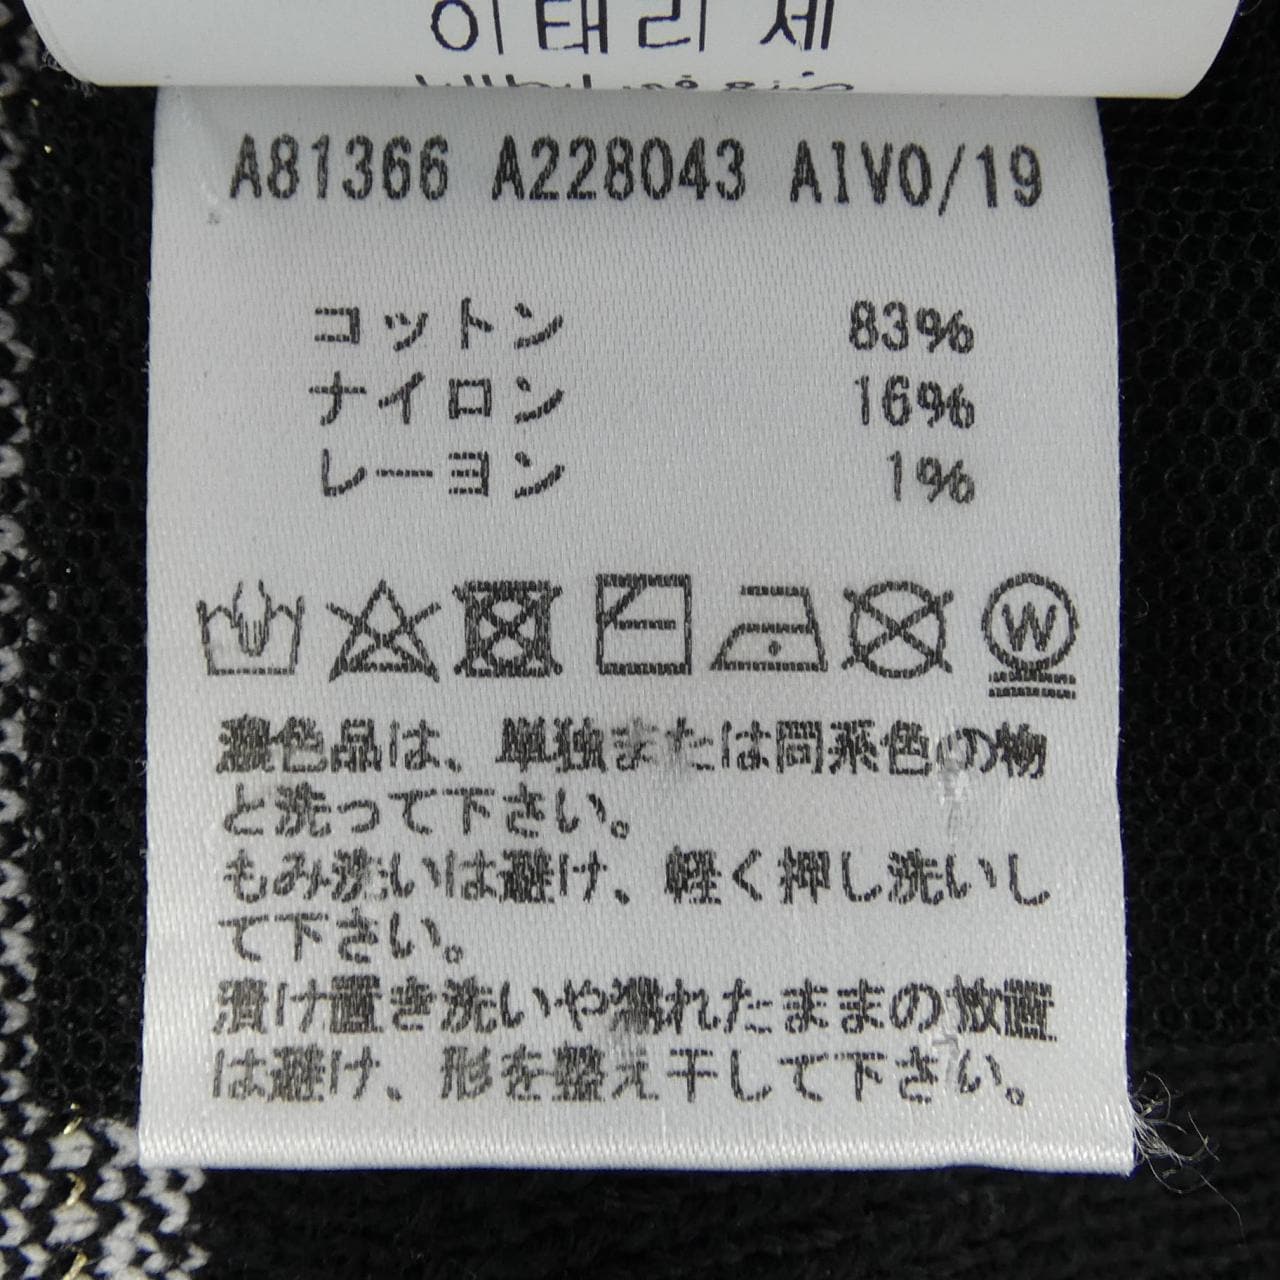 이태리 제
A81366 A228043 AIVO/19
コットン 83%
ナイロン 16%
レーヨン 1%
W
濃色品は、単独または同系色の物
と洗って下さい。
もみ洗いは避け、軽く押し洗いし
て下さい。
漬け置き洗いや濡れたままの放置
は避け、形を整え干して下さい。